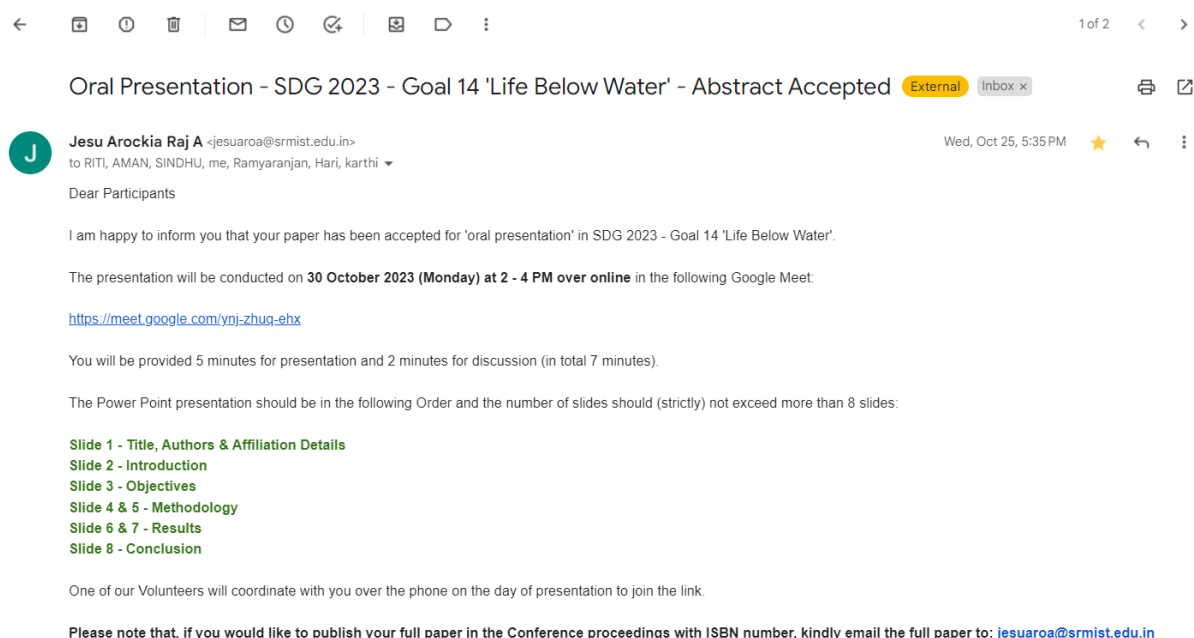 1 of 2
Oral Presentation - SDG 2023 - Goal 14 'Life Below Water' - Abstract Accepted External Inbox ×
J
Jesu Arockia Raj A <jesuaroa@srmist.edu.in> Wed, Oct 25, 5:35 PM
to RITI, AMAN, SINDHU, me, Ramyaranjan, Hari, karthi
Dear Participants
I am happy to inform you that your paper has been accepted for 'oral presentation' in SDG 2023 - Goal 14 'Life Below Water'.
The presentation will be conducted on 30 October 2023 (Monday) at 2 - 4 PM over online in the following Google Meet:
https://meet.google.com/ynj-zhuq-ehx
You will be provided 5 minutes for presentation and 2 minutes for discussion (in total 7 minutes).
The Power Point presentation should be in the following Order and the number of slides should (strictly) not exceed more than 8 slides:
Slide 1 - Title, Authors & Affiliation Details
Slide 2 - Introduction
Slide 3 - Objectives
Slide 4 & 5 - Methodology
Slide 6 & 7 - Results
Slide 8 - Conclusion
One of our Volunteers will coordinate with you over the phone on the day of presentation to join the link.
Please note that, if you would like to publish your full paper in the Conference proceedings with ISBN number, kindly email the full paper to: jesuaroa@srmist.edu.in